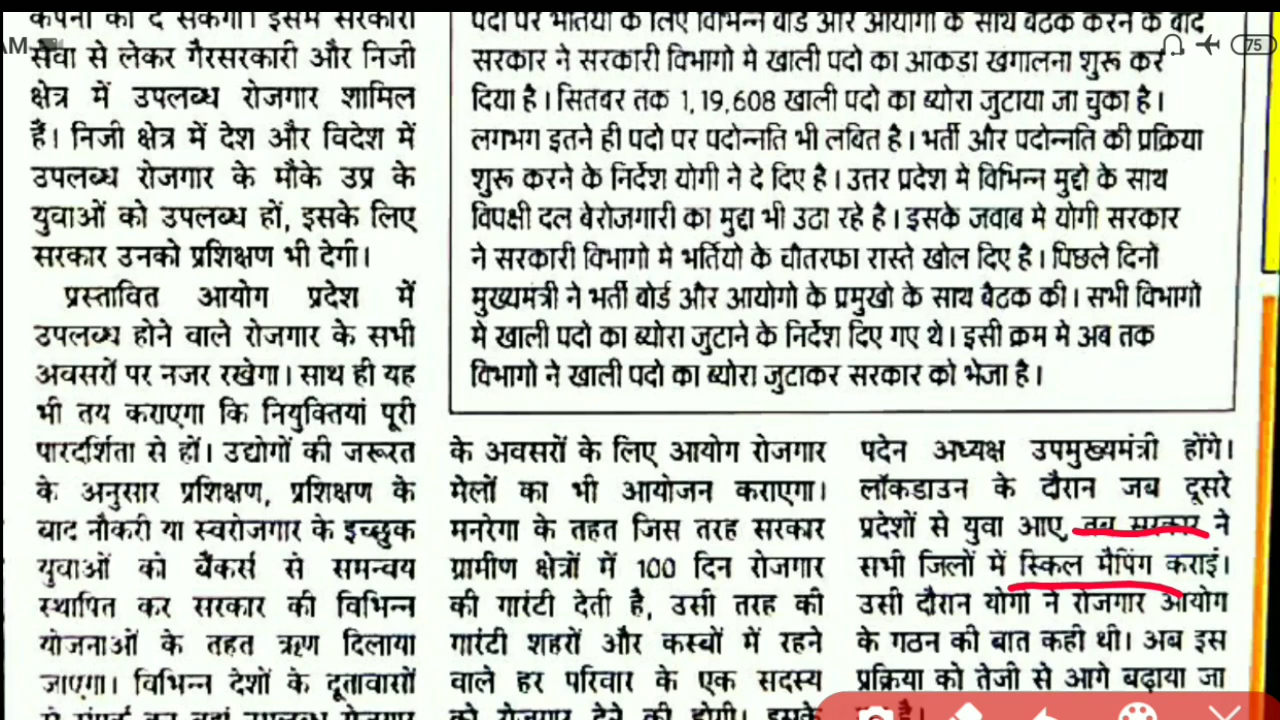 AM
75
कंपनी को दे सकेगी। इसमें सरकारी
सेवा से लेकर गैरसरकारी और निजी
क्षेत्र में उपलब्ध रोजगार शामिल
हैं। निजी क्षेत्र में देश और विदेश में
उपलब्ध रोजगार के मौके उप्र के
युवाओं को उपलब्ध हों, इसके लिए
सरकार उनको प्रशिक्षण भी देगी।
प्रस्तावित आयोग प्रदेश में
उपलब्ध होने वाले रोजगार के सभी
अवसरों पर नजर रखेगा। साथ ही यह
भी तय कराएगा कि नियुक्तियां पूरी
पारदर्शिता से हों। उद्योगों की जरूरत
के अनुसार प्रशिक्षण, प्रशिक्षण के
बाद नौकरी या स्वरोजगार के इच्छुक
युवाओं को बैंकर्स से समन्वय
स्थापित कर सरकार की विभिन्न
योजनाओं के तहत ऋण दिलाया
जाएगा। विभिन्न देशों के दूतावासों
पदों पर भर्तियों के लिए विभिन्न बोर्ड और आयोगों के साथ बैठक करने के बाद
सरकार ने सरकारी विभागो मे खाली पदो का आकडा खगालना शुरू कर
दिया है। सितबर तक 1,19,608 खाली पदो का ब्योरा जुटाया जा चुका है।
लगभग इतने ही पदो पर पदोन्नति भी लबित है। भर्ती और पदोन्नति की प्रक्रिया
शुरू करने के निर्देश योगी ने दे दिए है। उत्तर प्रदेश मे विभिन्न मुद्दो के साथ
विपक्षी दल बेरोजगारी का मुद्दा भी उठा रहे है। इसके जवाब मे योगी सरकार
ने सरकारी विभागो मे भर्तियो के चौतरफा रास्ते खोल दिए है। पिछले दिनो
मुख्यमंत्री ने भर्ती बोर्ड और आयोगो के प्रमुखो के साथ बैठक की। सभी विभागो
मे खाली पदो का ब्योरा जुटाने के निर्देश दिए गए थे। इसी क्रम मे अब तक
विभागो ने खाली पदो का ब्योरा जुटाकर सरकार को भेजा है।
के अवसरों के लिए आयोग रोजगार
मेलों का भी आयोजन कराएगा।
मनरेगा के तहत जिस तरह सरकार
ग्रामीण क्षेत्रों में 100 दिन रोजगार
की गारंटी देती है, उसी तरह की
गारंटी शहरों और कस्बों में रहने
वाले हर परिवार के एक सदस्य
को रोजगार देने की होगी। इसके
पदेन अध्यक्ष उपमुख्यमंत्री होंगे।
लॉकडाउन के दौरान जब दूसरे
प्रदेशों से युवा आए, तब सरकार ने
सभी जिलों में स्किल मैपिंग कराई।
उसी दौरान योगी ने रोजगार आयोग
के गठन की बात कही थी। अब इस
प्रक्रिया को तेजी से आगे बढ़ाया जा
है।